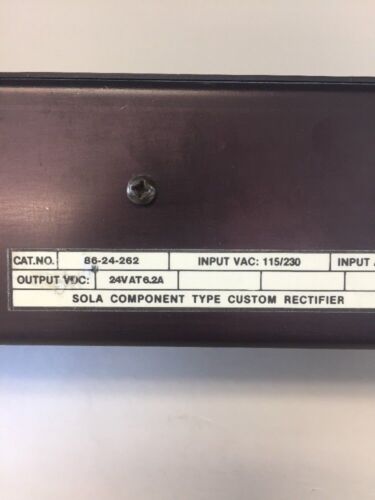 CAT.NO. 86-24-262 INPUT VAC: 115/230 INPUT
OUTPUT VDC: 24V AT 6.2A
SOLA COMPONENT TYPE CUSTOM RECTIFIER